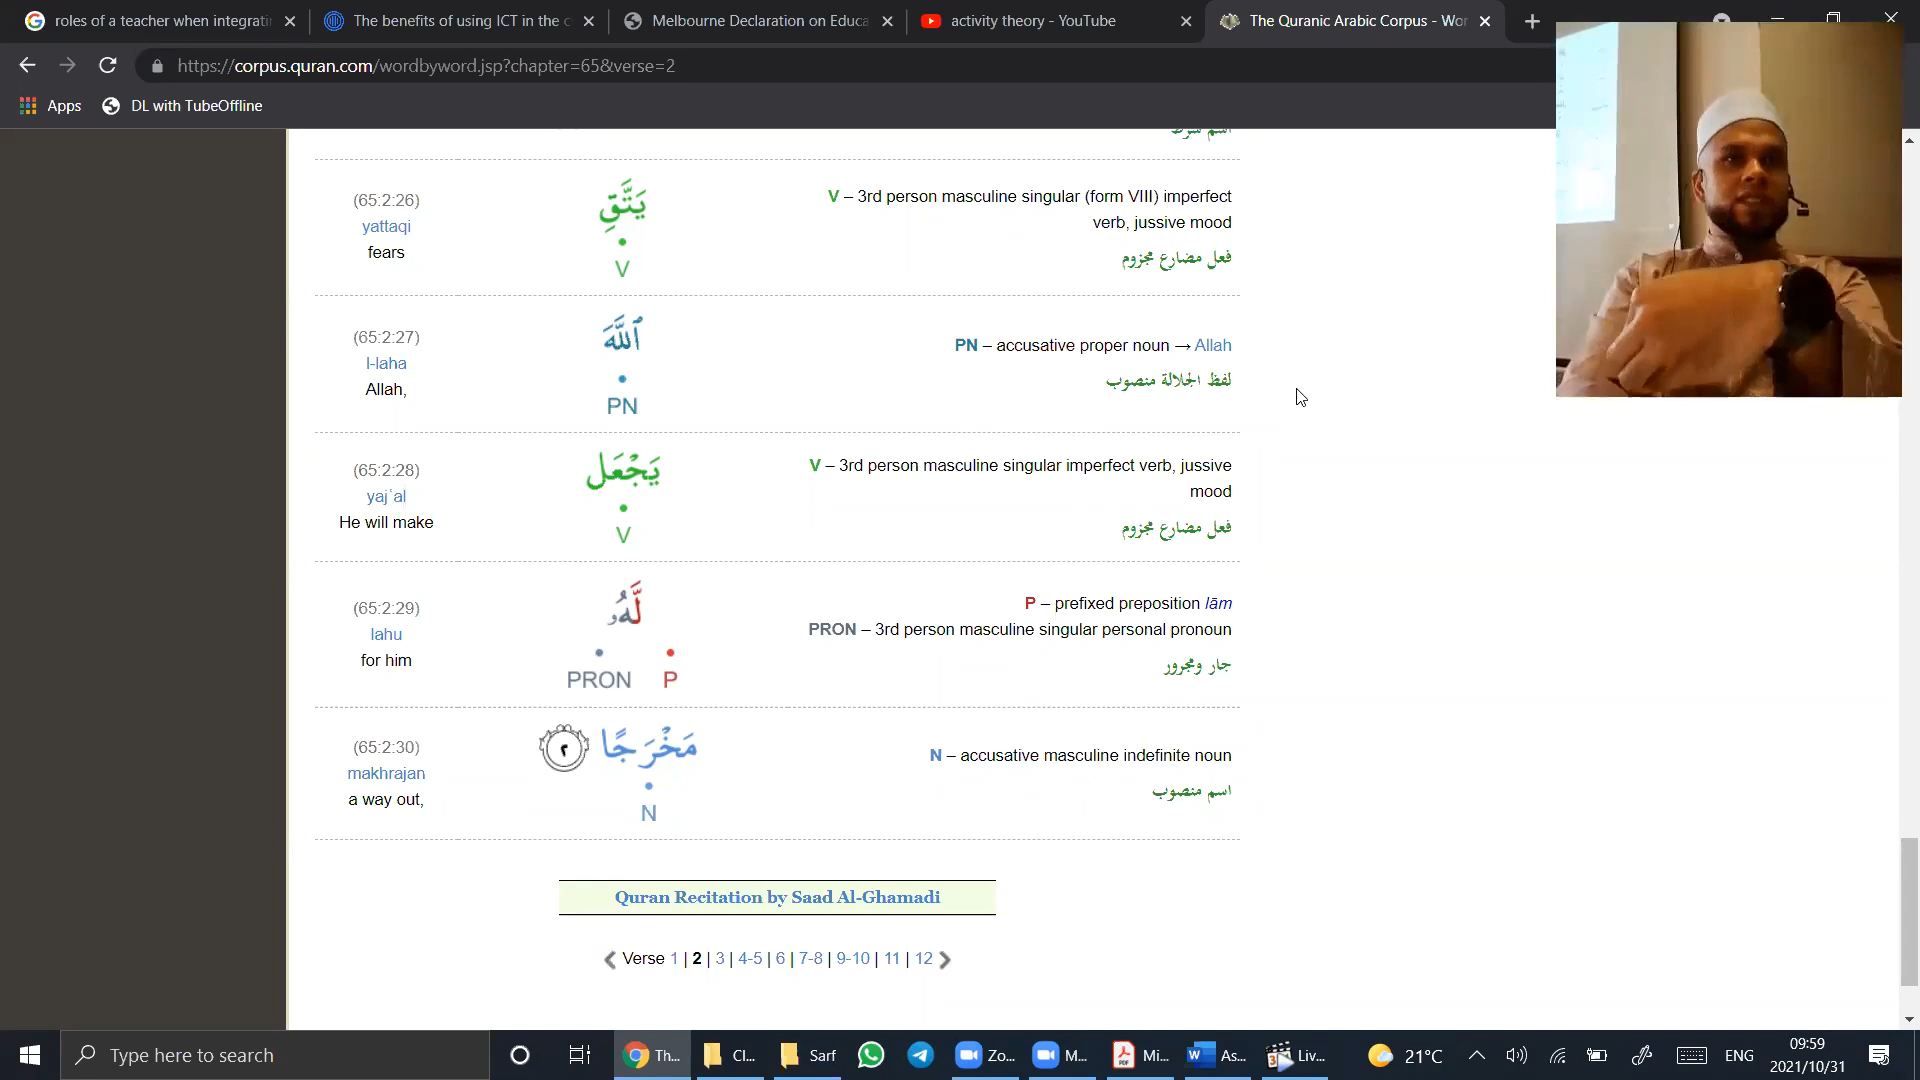 roles of a teacher when integrati
The benefits of using ICT in the c
Melbourne Declaration on Educa
activity theory - YouTube
The Quranic Arabic Corpus - Wor
https://corpus.quran.com/wordbyword.jsp?chapter=65&verse=2
Apps
DL with TubeOffline
اسم شرط
(65:2:26)
yattaqi
fears
يَتَّقِ
V
V – 3rd person masculine singular (form VIII) imperfect
verb, jussive mood
فعل مضارع مجزوم
(65:2:27)
l-laha
Allah,
ٱللَّهَ
PN
PN – accusative proper noun → Allah
لفظ الجلالة منصوب
(65:2:28)
yajʿal
He will make
يَجْعَل
V
V – 3rd person masculine singular imperfect verb, jussive
mood
فعل مضارع مجزوم
(65:2:29)
lahu
for him
لَّهُۥ
PRON P
P – prefixed preposition lām
PRON – 3rd person masculine singular personal pronoun
جار ومجرور
(65:2:30)
makhrajan
a way out,
مَخْرَجًا ٢
N
N – accusative masculine indefinite noun
اسم منصوب
Quran Recitation by Saad Al-Ghamadi
Verse 1 | 2 | 3 | 4-5 | 6 | 7-8 | 9-10 | 11 | 12
Type here to search
Th...
Cl...
Sarf
Zo...
M...
Mi...
As...
Liv...
21°C
ENG
09:59
2021/10/31